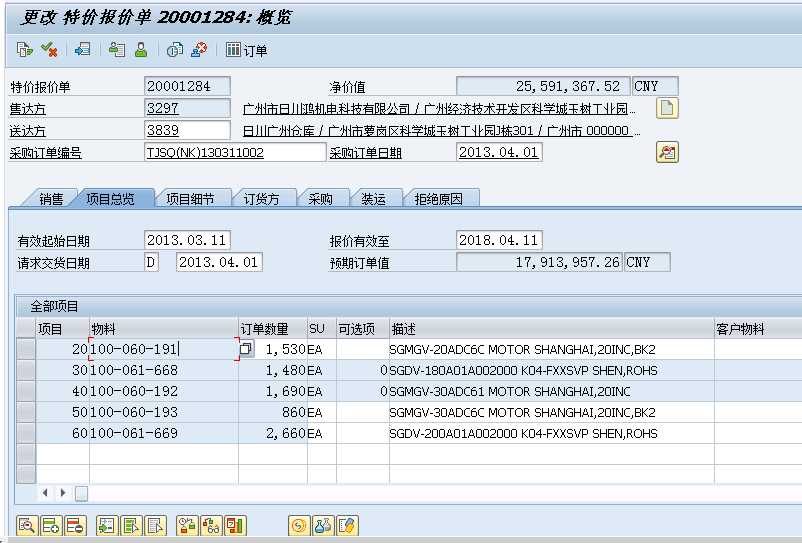 更改 特价报价单 20001284: 概览
订单
特价报价单 20001284 净价值 25,591,367.52 CNY
售达方 3297 广州市日川鸿机电科技有限公司 / 广州经济技术开发区科学城玉树工业园...
送达方 3839 日川广州仓库 / 广州市萝岗区科学城玉树工业园J栋301 / 广州市 000000 ...
采购订单编号 TJSQ(NK)130311002 采购订单日期 2013.04.01
销售 项目总览 项目细节 订货方 采购 装运 拒绝原因
有效起始日期 2013.03.11 报价有效至 2018.04.11
请求交货日期 D 2013.04.01 预期订单值 17,913,957.26 CNY
全部项目
项目 物料 订单数量 SU 可选项 描述 客户物料
20 100-060-191 1,530 EA SGMGV-20ADC6C MOTOR SHANGHAI,20INC,BK2
30 100-061-668 1,480 EA 0 SGDV-180A01A002000 K04-FXXSVP SHEN,ROHS
40 100-060-192 1,690 EA 0 SGMGV-30ADC61 MOTOR SHANGHAI,20INC
50 100-060-193 860 EA SGMGV-30ADC6C MOTOR SHANGHAI,20INC,BK2
60 100-061-669 2,660 EA SGDV-200A01A002000 K04-FXXSVP SHEN,ROHS